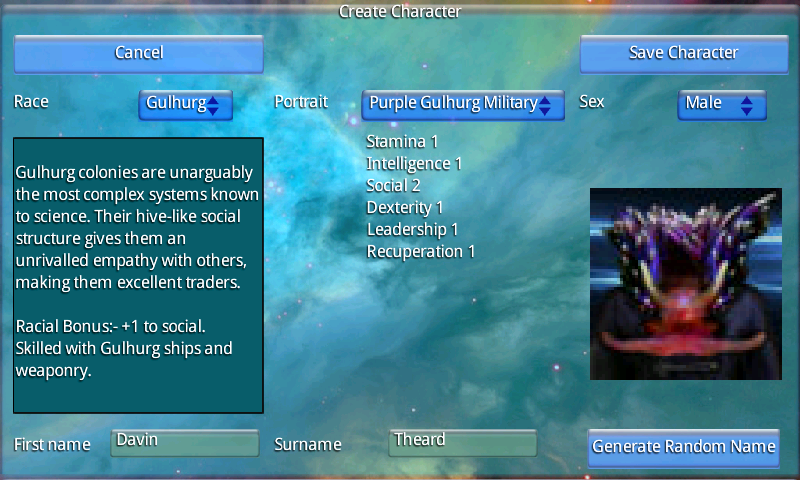 Create Character
Cancel
Save Character
Race
Gulhurg
Portrait
Purple Gulhurg Military
Sex
Male
Gulhurg colonies are unarguably
the most complex systems known
to science. Their hive-like social
structure gives them an
unrivalled empathy with others,
making them excellent traders.
Racial Bonus:- +1 to social.
Skilled with Gulhurg ships and
weaponry.
Stamina 1
Intelligence 1
Social 2
Dexterity 1
Leadership 1
Recuperation 1
First name
Davin
Surname
Theard
Generate Random Name